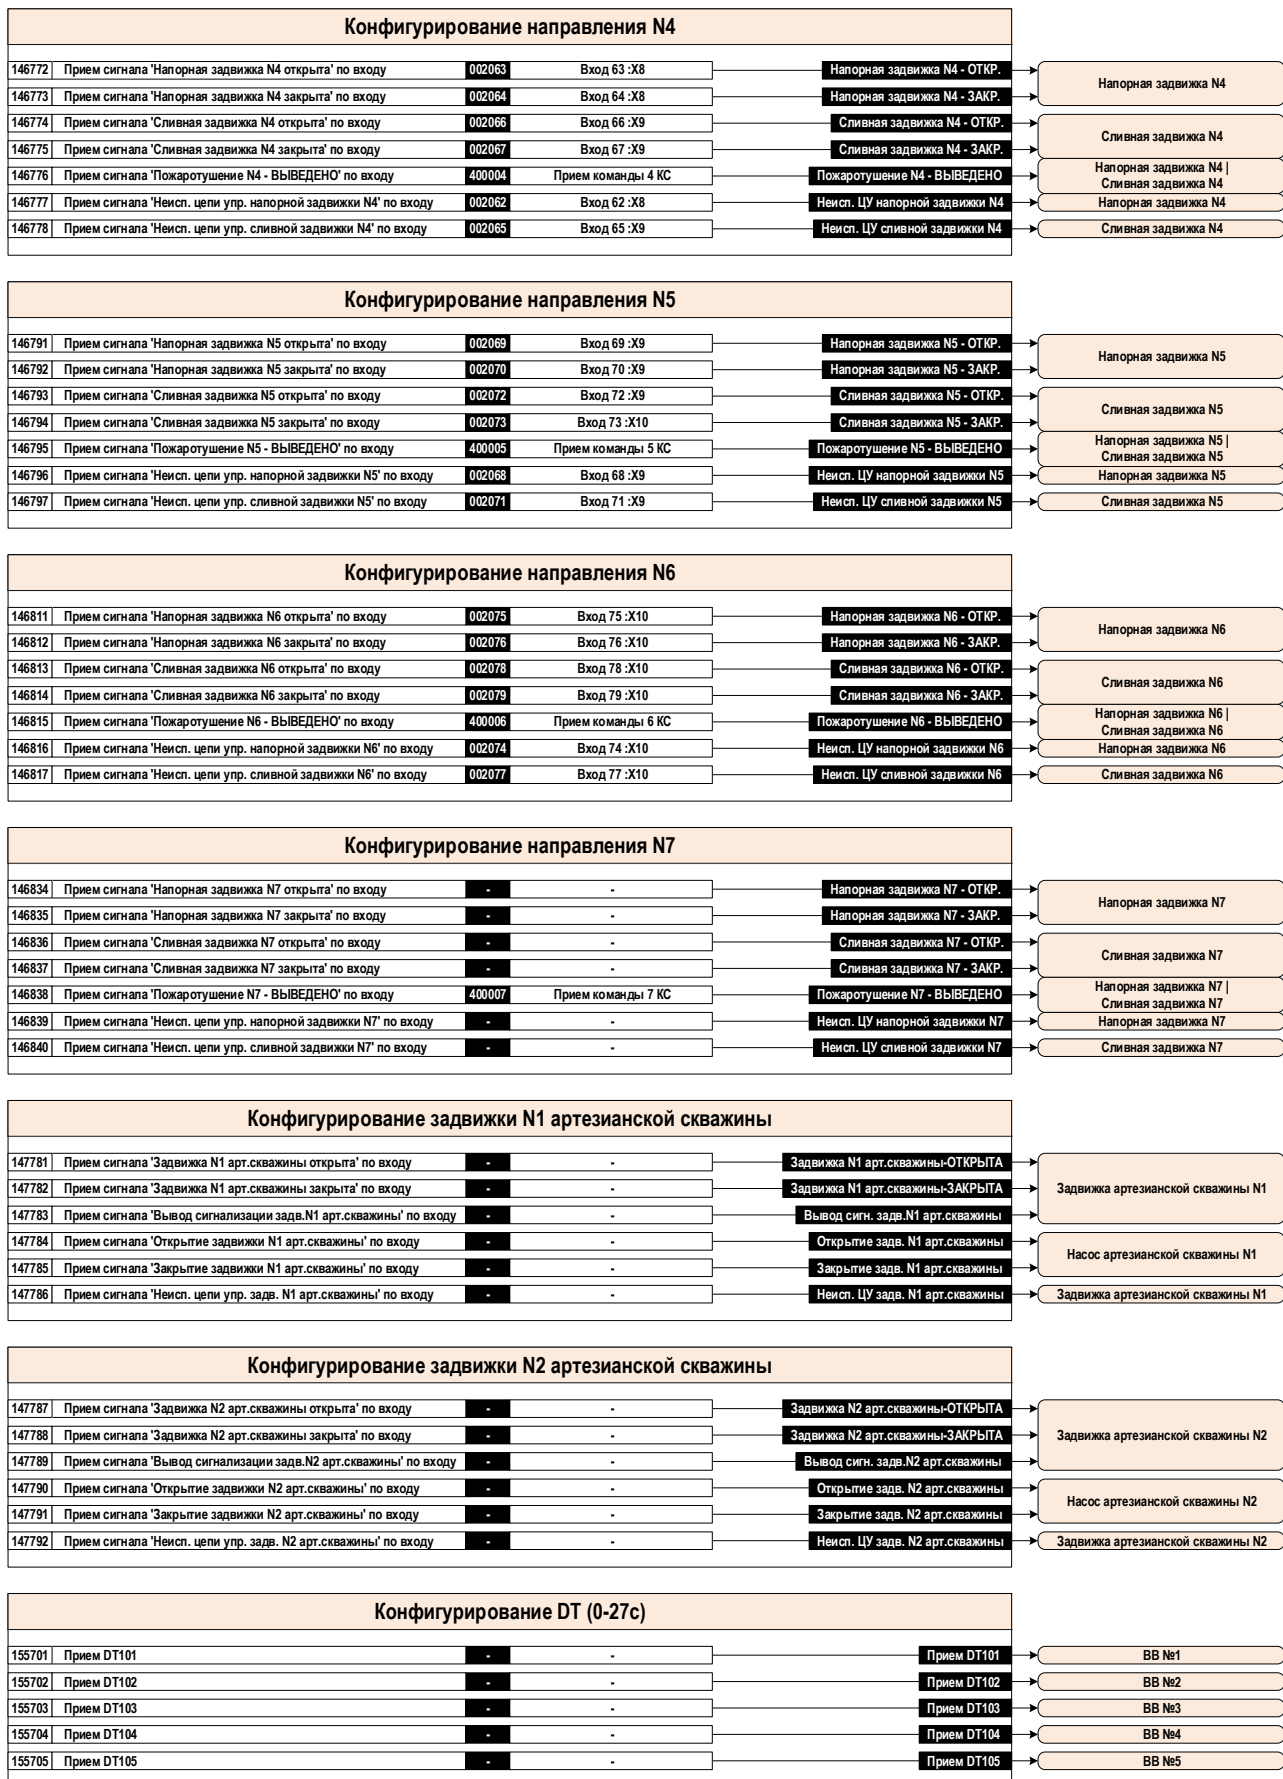 Конфигурирование направления N4
146772 Прием сигнала 'Напорная задвижка N4 открыта' по входу 002063 Вход 63 :X8 Напорная задвижка N4 - ОТКР.
Напорная задвижка N4
146773 Прием сигнала 'Напорная задвижка N4 закрыта' по входу 002064 Вход 64 :X8 Напорная задвижка N4 - ЗАКР.
146774 Прием сигнала 'Сливная задвижка N4 открыта' по входу 002066 Вход 66 :X9 Сливная задвижка N4 - ОТКР.
Сливная задвижка N4
146775 Прием сигнала 'Сливная задвижка N4 закрыта' по входу 002067 Вход 67 :X9 Сливная задвижка N4 - ЗАКР.
146776 Прием сигнала 'Пожаротушение N4 - ВЫВЕДЕНО' по входу 400004 Прием команды 4 КС Пожаротушение N4 - ВЫВЕДЕНО Напорная задвижка N4 |
Сливная задвижка N4
146777 Прием сигнала 'Неисп. цепи упр. напорной задвижки N4' по входу 002062 Вход 62 :X8 Неисп. ЦУ напорной задвижки N4 Напорная задвижка N4
146778 Прием сигнала 'Неисп. цепи упр. сливной задвижки N4' по входу 002065 Вход 65 :X9 Неисп. ЦУ сливной задвижки N4 Сливная задвижка N4
Конфигурирование направления N5
146791 Прием сигнала 'Напорная задвижка N5 открыта' по входу 002069 Вход 69 :X9 Напорная задвижка N5 - ОТКР.
Напорная задвижка N5
146792 Прием сигнала 'Напорная задвижка N5 закрыта' по входу 002070 Вход 70 :X9 Напорная задвижка N5 - ЗАКР.
146793 Прием сигнала 'Сливная задвижка N5 открыта' по входу 002072 Вход 72 :X9 Сливная задвижка N5 - ОТКР.
Сливная задвижка N5
146794 Прием сигнала 'Сливная задвижка N5 закрыта' по входу 002073 Вход 73 :X10 Сливная задвижка N5 - ЗАКР.
146795 Прием сигнала 'Пожаротушение N5 - ВЫВЕДЕНО' по входу 400005 Прием команды 5 КС Пожаротушение N5 - ВЫВЕДЕНО Напорная задвижка N5 |
Сливная задвижка N5
146796 Прием сигнала 'Неисп. цепи упр. напорной задвижки N5' по входу 002068 Вход 68 :X9 Неисп. ЦУ напорной задвижки N5 Напорная задвижка N5
146797 Прием сигнала 'Неисп. цепи упр. сливной задвижки N5' по входу 002071 Вход 71 :X9 Неисп. ЦУ сливной задвижки N5 Сливная задвижка N5
Конфигурирование направления N6
146811 Прием сигнала 'Напорная задвижка N6 открыта' по входу 002075 Вход 75 :X10 Напорная задвижка N6 - ОТКР.
Напорная задвижка N6
146812 Прием сигнала 'Напорная задвижка N6 закрыта' по входу 002076 Вход 76 :X10 Напорная задвижка N6 - ЗАКР.
146813 Прием сигнала 'Сливная задвижка N6 открыта' по входу 002078 Вход 78 :X10 Сливная задвижка N6 - ОТКР.
Сливная задвижка N6
146814 Прием сигнала 'Сливная задвижка N6 закрыта' по входу 002079 Вход 79 :X10 Сливная задвижка N6 - ЗАКР.
146815 Прием сигнала 'Пожаротушение N6 - ВЫВЕДЕНО' по входу 400006 Прием команды 6 КС Пожаротушение N6 - ВЫВЕДЕНО Напорная задвижка N6 |
Сливная задвижка N6
146816 Прием сигнала 'Неисп. цепи упр. напорной задвижки N6' по входу 002074 Вход 74 :X10 Неисп. ЦУ напорной задвижки N6 Напорная задвижка N6
146817 Прием сигнала 'Неисп. цепи упр. сливной задвижки N6' по входу 002077 Вход 77 :X10 Неисп. ЦУ сливной задвижки N6 Сливная задвижка N6
Конфигурирование направления N7
146834 Прием сигнала 'Напорная задвижка N7 открыта' по входу - - Напорная задвижка N7 - ОТКР.
Напорная задвижка N7
146835 Прием сигнала 'Напорная задвижка N7 закрыта' по входу - - Напорная задвижка N7 - ЗАКР.
146836 Прием сигнала 'Сливная задвижка N7 открыта' по входу - - Сливная задвижка N7 - ОТКР.
Сливная задвижка N7
146837 Прием сигнала 'Сливная задвижка N7 закрыта' по входу - - Сливная задвижка N7 - ЗАКР.
146838 Прием сигнала 'Пожаротушение N7 - ВЫВЕДЕНО' по входу 400007 Прием команды 7 КС Пожаротушение N7 - ВЫВЕДЕНО Напорная задвижка N7 |
Сливная задвижка N7
146839 Прием сигнала 'Неисп. цепи упр. напорной задвижки N7' по входу - - Неисп. ЦУ напорной задвижки N7 Напорная задвижка N7
146840 Прием сигнала 'Неисп. цепи упр. сливной задвижки N7' по входу - - Неисп. ЦУ сливной задвижки N7 Сливная задвижка N7
Конфигурирование задвижки N1 артезианской скважины
147781 Прием сигнала 'Задвижка N1 арт.скважины открыта' по входу - - Задвижка N1 арт.скважины-ОТКРЫТА
147782 Прием сигнала 'Задвижка N1 арт.скважины закрыта' по входу - - Задвижка N1 арт.скважины-ЗАКРЫТА Задвижка артезианской скважины N1
147783 Прием сигнала 'Вывод сигнализации задв.N1 арт.скважины' по входу - - Вывод сигн. задв.N1 арт.скважины
147784 Прием сигнала 'Открытие задвижки N1 арт.скважины' по входу - - Открытие задв. N1 арт.скважины
Насос артезианской скважины N1
147785 Прием сигнала 'Закрытие задвижки N1 арт.скважины' по входу - - Закрытие задв. N1 арт.скважины
147786 Прием сигнала 'Неисп. цепи упр. задв. N1 арт.скважины' по входу - - Неисп. ЦУ задв. N1 арт.скважины Задвижка артезианской скважины N1
Конфигурирование задвижки N2 артезианской скважины
147787 Прием сигнала 'Задвижка N2 арт.скважины открыта' по входу - - Задвижка N2 арт.скважины-ОТКРЫТА
147788 Прием сигнала 'Задвижка N2 арт.скважины закрыта' по входу - - Задвижка N2 арт.скважины-ЗАКРЫТА Задвижка артезианской скважины N2
147789 Прием сигнала 'Вывод сигнализации задв.N2 арт.скважины' по входу - - Вывод сигн. задв.N2 арт.скважины
147790 Прием сигнала 'Открытие задвижки N2 арт.скважины' по входу - - Открытие задв. N2 арт.скважины
Насос артезианской скважины N2
147791 Прием сигнала 'Закрытие задвижки N2 арт.скважины' по входу - - Закрытие задв. N2 арт.скважины
147792 Прием сигнала 'Неисп. цепи упр. задв. N2 арт.скважины' по входу - - Неисп. ЦУ задв. N2 арт.скважины Задвижка артезианской скважины N2
Конфигурирование DT (0-27с)
155701 Прием DT101 - - Прием DT101 ВВ №1
155702 Прием DT102 - - Прием DT102 ВВ №2
155703 Прием DT103 - - Прием DT103 ВВ №3
155704 Прием DT104 - - Прием DT104 ВВ №4
155705 Прием DT105 - - Прием DT105 ВВ №5